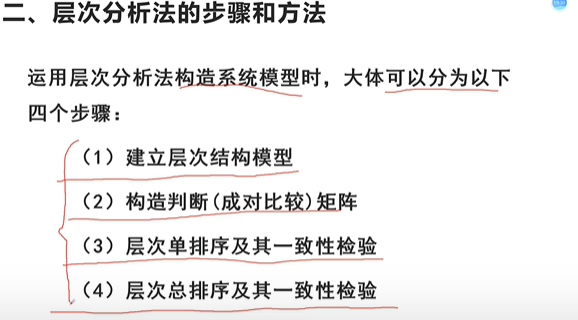 二、层次分析法的步骤和方法
运用层次分析法构造系统模型时，大体可以分为以下
四个步骤：
（1）建立层次结构模型
（2）构造判断(成对比较)矩阵
（3）层次单排序及其一致性检验
（4）层次总排序及其一致性检验